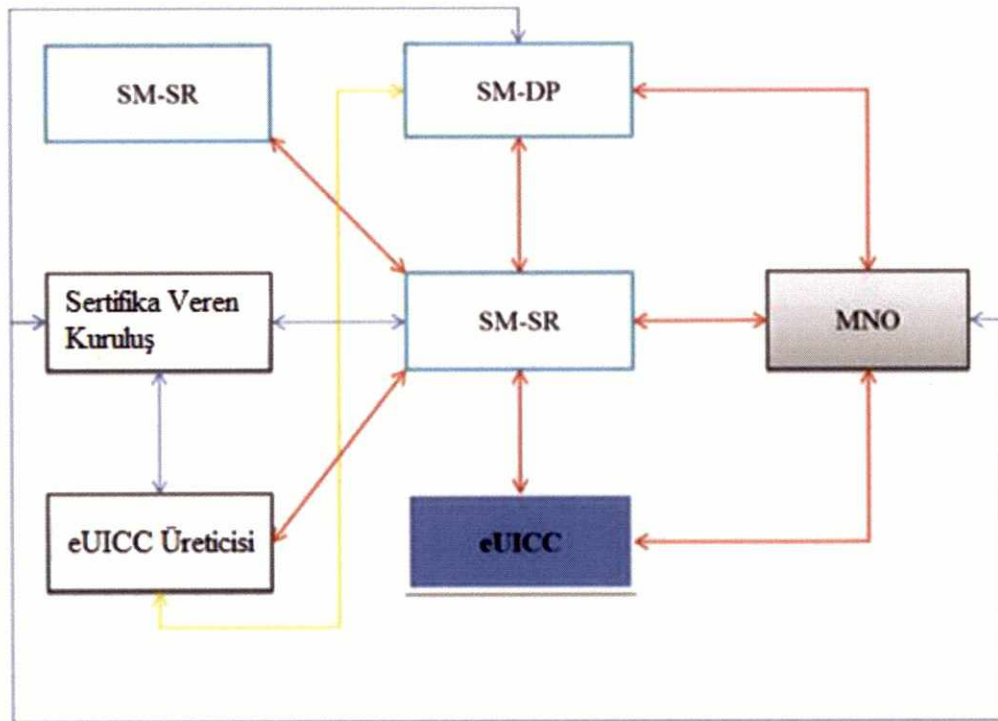 SM-SR
SM-DP
Sertifika Veren
Kuruluş
SM-SR
MNO
eUICC Üreticisi
eUICC